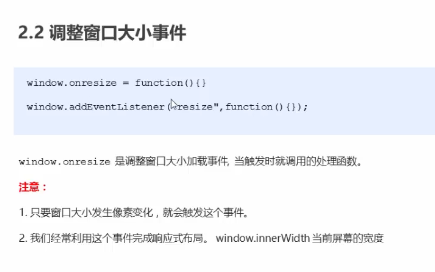 2.2 调整窗口大小事件
window.onresize = function(){}
window.addEventListener("resize",function(){});
window.onresize 是调整窗口大小加载事件, 当触发时就调用的处理函数。
注意：
1. 只要窗口大小发生像素变化，就会触发这个事件。
2. 我们经常利用这个事件完成响应式布局。 window.innerWidth 当前屏幕的宽度